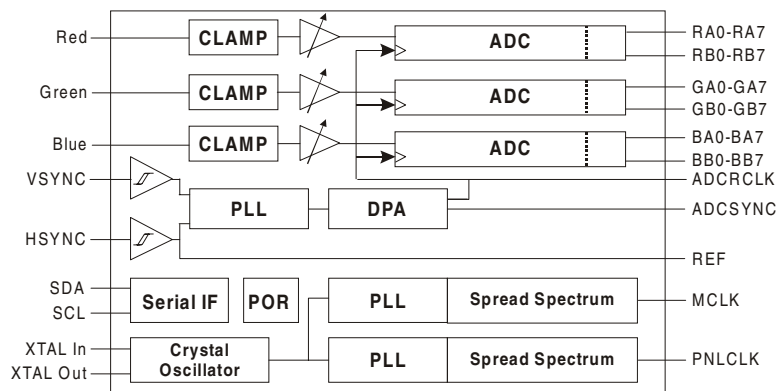 Red
CLAMP
ADC
RA0-RA7
RB0-RB7
Green
CLAMP
ADC
GA0-GA7
GB0-GB7
Blue
CLAMP
ADC
BA0-BA7
BB0-BB7
VSYNC
ADCRCLK
PLL
DPA
ADCSYNC
HSYNC
REF
SDA
SCL
Serial IF
POR
PLL
Spread Spectrum
MCLK
XTAL In
XTAL Out
Crystal
Oscillator
PLL
Spread Spectrum
PNLCLK